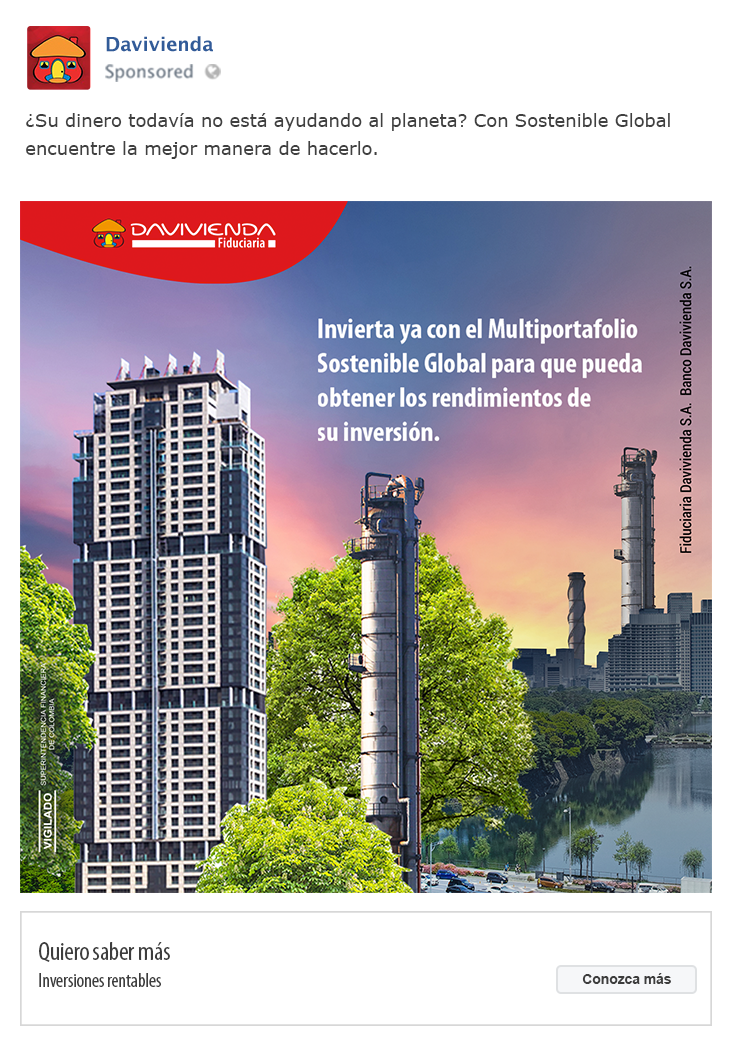 Davivienda
Sponsored
¿Su dinero todavía no está ayudando al planeta? Con Sostenible Global
encuentre la mejor manera de hacerlo.
DAVIVIENDA
Fiduciaria
Invierta ya con el Multiportafolio
Sostenible Global para que pueda
obtener los rendimientos de
su inversión.
Fiduciaria Davivienda S.A. Banco Davivienda S.A.
VIGILADO
SUPERINTENDENCIA FINANCIERA
DE COLOMBIA
Quiero saber más
Inversiones rentables
Conozca más